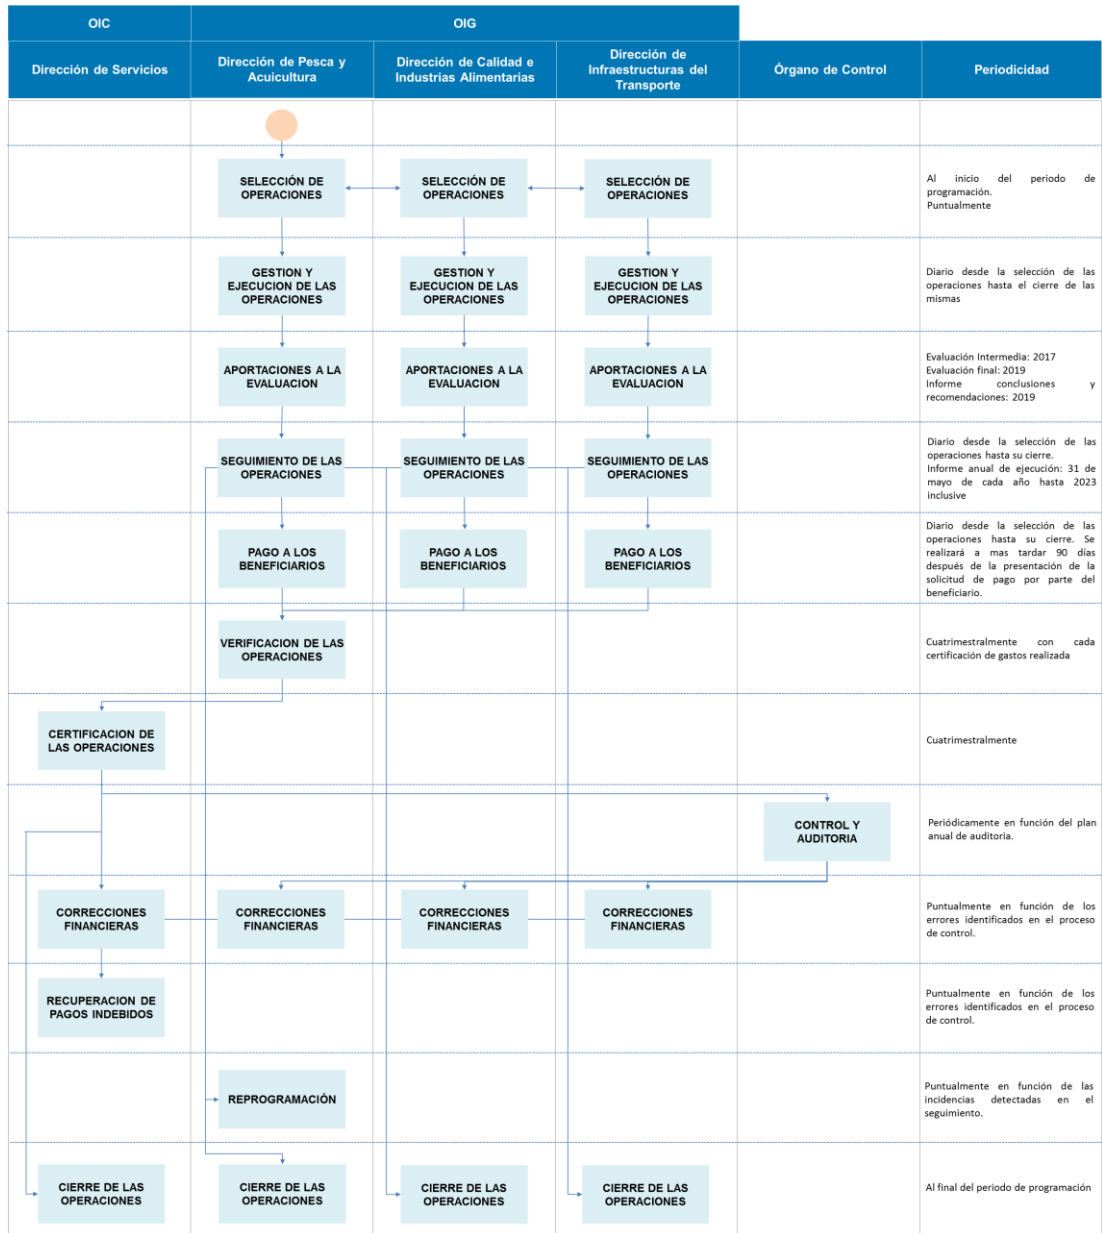 OIC
OIG
Dirección de Servicios
Dirección de Pesca y
Acuicultura
Dirección de Calidad e
Industrias Alimentarias
Dirección de
Infraestructuras del
Transporte
Órgano de Control
Periodicidad
SELECCIÓN DE
OPERACIONES
SELECCIÓN DE
OPERACIONES
SELECCIÓN DE
OPERACIONES
Al inicio del periodo de
programación.
Puntualmente
GESTION Y
EJECUCION DE LAS
OPERACIONES
GESTION Y
EJECUCION DE LAS
OPERACIONES
GESTION Y
EJECUCION DE LAS
OPERACIONES
Diario desde la selección de las
operaciones hasta el cierre de las
mismas
APORTACIONES A LA
EVALUACION
APORTACIONES A LA
EVALUACION
APORTACIONES A LA
EVALUACION
Evaluación Intermedia: 2017
Evaluación final: 2019
Informe conclusiones y
recomendaciones: 2019
SEGUIMIENTO DE LAS
OPERACIONES
SEGUIMIENTO DE LAS
OPERACIONES
SEGUIMIENTO DE LAS
OPERACIONES
Diario desde la selección de las
operaciones hasta su cierre.
Informe anual de ejecución: 31 de
mayo de cada año hasta 2023
inclusive
PAGO A LOS
BENEFICIARIOS
PAGO A LOS
BENEFICIARIOS
PAGO A LOS
BENEFICIARIOS
Diario desde la selección de las
operaciones hasta su cierre. Se
realizará a mas tardar 90 días
después de la presentación de la
solicitud de pago por parte del
beneficiario.
VERIFICACION DE LAS
OPERACIONES
Cuatrimestralmente con cada
certificación de gastos realizada
CERTIFICACION DE
LAS OPERACIONES
Cuatrimestralmente
CONTROL Y
AUDITORIA
Periódicamente en función del plan
anual de auditoria.
CORRECCIONES
FINANCIERAS
CORRECCIONES
FINANCIERAS
CORRECCIONES
FINANCIERAS
CORRECCIONES
FINANCIERAS
Puntualmente en función de los
errores identificados en el proceso
de control.
RECUPERACION DE
PAGOS INDEBIDOS
Puntualmente en función de los
errores identificados en el proceso
de control.
REPROGRAMACIÓN
Puntualmente en función de las
incidencias detectadas en el
seguimiento.
CIERRE DE LAS
OPERACIONES
CIERRE DE LAS
OPERACIONES
CIERRE DE LAS
OPERACIONES
CIERRE DE LAS
OPERACIONES
Al final del periodo de programación